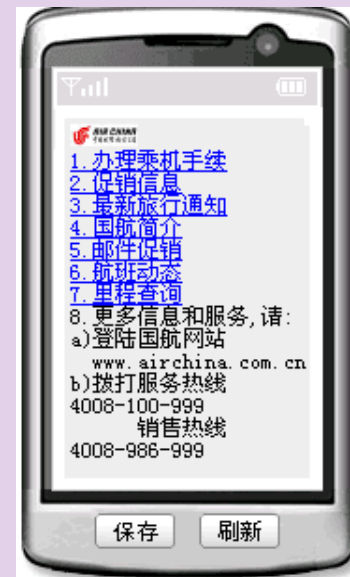 AIR CHINA
1.办理乘机手续
2.促销信息
3.最新旅行通知
4.国航简介
5.邮件促销
6.航班动态
7.里程查询
8.更多信息和服务,请:
a)登陆国航网站
www.airchina.com.cn
b)拨打服务热线
4008-100-999
销售热线
4008-986-999
保存 刷新